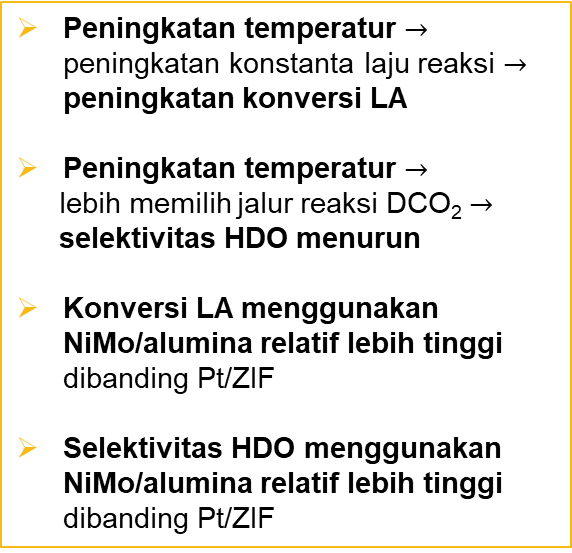 ➢ Peningkatan temperatur →
peningkatan konstanta laju reaksi →
peningkatan konversi LA
➢ Peningkatan temperatur →
lebih memilih jalur reaksi DCO₂ →
selektivitas HDO menurun
➢ Konversi LA menggunakan
NiMo/alumina relatif lebih tinggi
dibanding Pt/ZIF
➢ Selektivitas HDO menggunakan
NiMo/alumina relatif lebih tinggi
dibanding Pt/ZIF